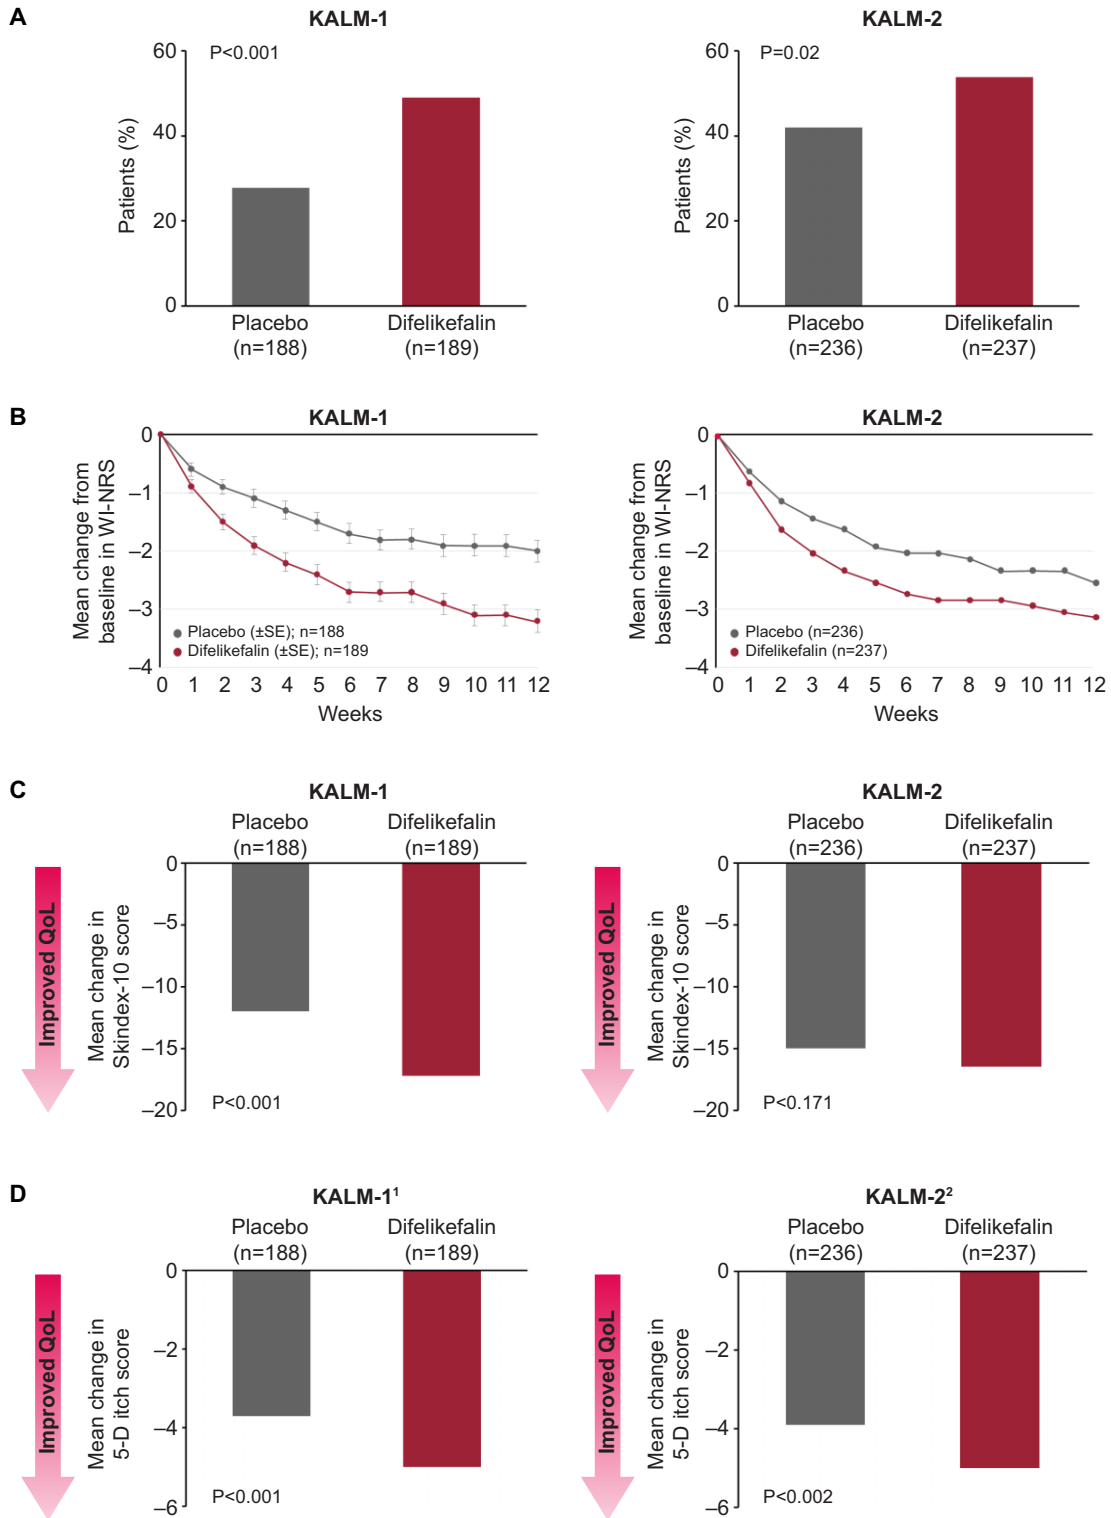 A
KALM-1
P<0.001
Patients (%)
60
40
20
0
Placebo
(n=188)
Difelikefalin
(n=189)
KALM-2
P=0.02
Patients (%)
60
40
20
0
Placebo
(n=236)
Difelikefalin
(n=237)
B
KALM-1
Mean change from
baseline in WI-NRS
0
–1
–2
–3
–4
Placebo (±SE); n=188
Difelikefalin (±SE); n=189
0 1 2 3 4 5 6 7 8 9 10 11 12
Weeks
KALM-2
Mean change from
baseline in WI-NRS
0
–1
–2
–3
–4
Placebo (n=236)
Difelikefalin (n=237)
0 1 2 3 4 5 6 7 8 9 10 11 12
Weeks
C
KALM-1
Placebo
(n=188)
Difelikefalin
(n=189)
Improved QoL
Mean change in
Skindex-10 score
0
–5
–10
–15
–20
P<0.001
KALM-2
Placebo
(n=236)
Difelikefalin
(n=237)
Improved QoL
Mean change in
Skindex-10 score
0
–5
–10
–15
–20
P<0.171
D
KALM-1¹
Placebo
(n=188)
Difelikefalin
(n=189)
Improved QoL
Mean change in
5-D itch score
0
–2
–4
–6
P<0.001
KALM-2²
Placebo
(n=236)
Difelikefalin
(n=237)
Improved QoL
Mean change in
5-D itch score
0
–2
–4
–6
P<0.002